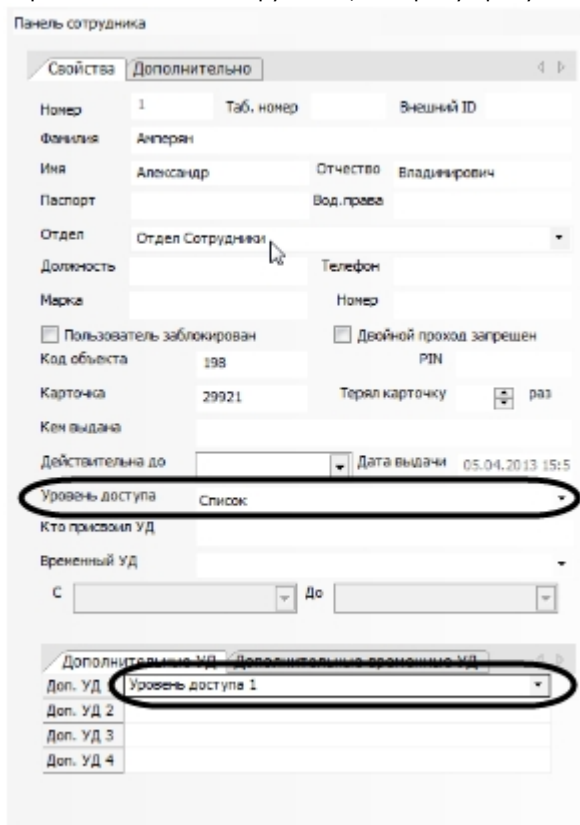 Панель сотрудника
Свойства Дополнительно
Номер 1 Таб. номер Внешний ID
Фамилия Амперян
Имя Александр Отчество Владимирович
Паспорт Вод.права
Отдел Отдел Сотрудники
Должность Телефон
Марка Номер
Пользователь заблокирован Двойной проход запрещен
Код объекта 198 PIN
Карточка 29921 Терял карточку раз
Кем выдана
Действительна до Дата выдачи 05.04.2013 15:5
Уровень доступа Список
Кто присвоил УД
Временный УД
С До
Дополнительные УД Дополнительные временные УД
Доп. УД Уровень доступа 1
Доп. УД 2
Доп. УД 3
Доп. УД 4